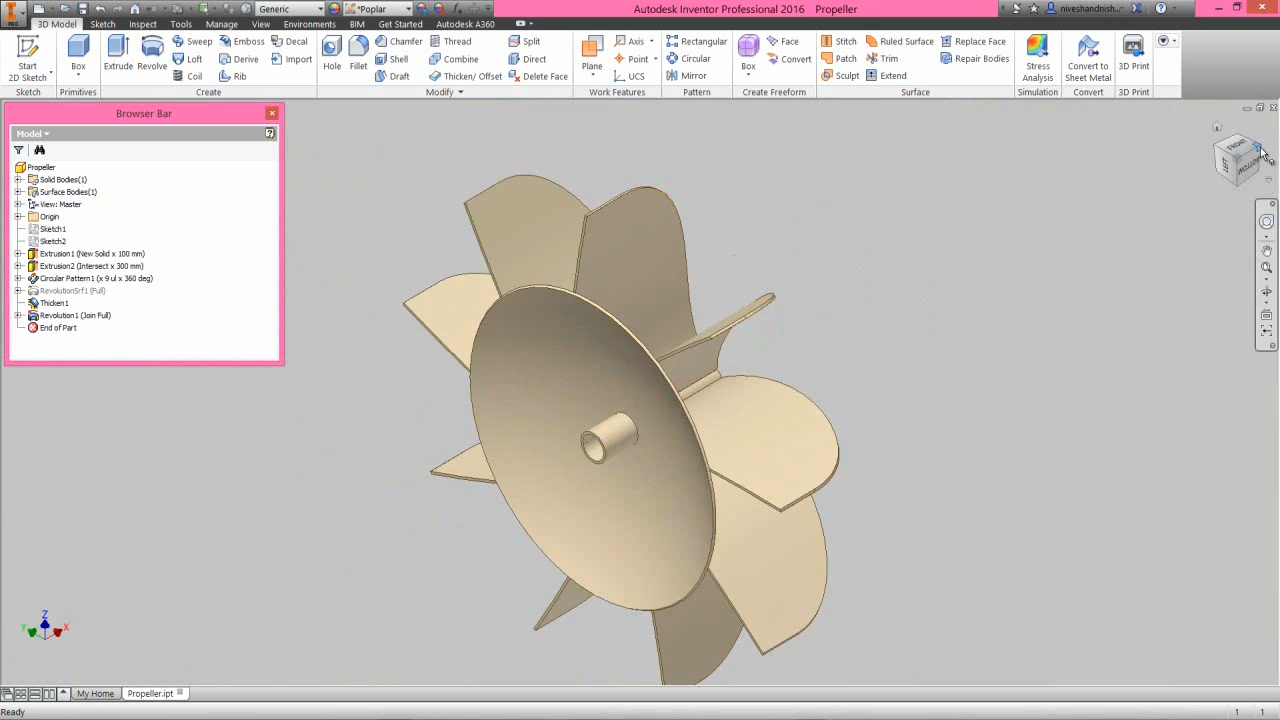 PRO
Generic
*Poplar
Autodesk Inventor Professional 2016 Propeller
niveshandnish...
3D Model Sketch Inspect Tools Manage View Environments BIM Get Started Autodesk A360
Start
2D Sketch
Sketch
Box
Primitives
Extrude
Revolve
Sweep
Loft
Coil
Emboss
Derive
Rib
Decal
Import
Create
Hole
Fillet
Chamfer
Shell
Draft
Thread
Combine
Thicken/ Offset
Split
Direct
Delete Face
Modify
Plane
Axis
Point
UCS
Work Features
Rectangular
Circular
Mirror
Pattern
Box
Face
Convert
Create Freeform
Stitch
Patch
Sculpt
Ruled Surface
Trim
Extend
Replace Face
Repair Bodies
Surface
Stress
Analysis
Simulation
Convert to
Sheet Metal
Convert
3D Print
3D Print
Browser Bar
Model
Propeller
Solid Bodies(1)
Surface Bodies(1)
View: Master
Origin
Sketch1
Sketch2
Extrusion1 (New Solid x 100 mm)
Extrusion2 (Intersect x 300 mm)
Circular Pattern1 (x 9 ul x 360 deg)
RevolutionSrf1 (Full)
Thicken1
Revolution1 (Join Full)
End of Part
FRONT
BOTTOM
Z
Y
X
My Home
Propeller.ipt
Ready
1 1